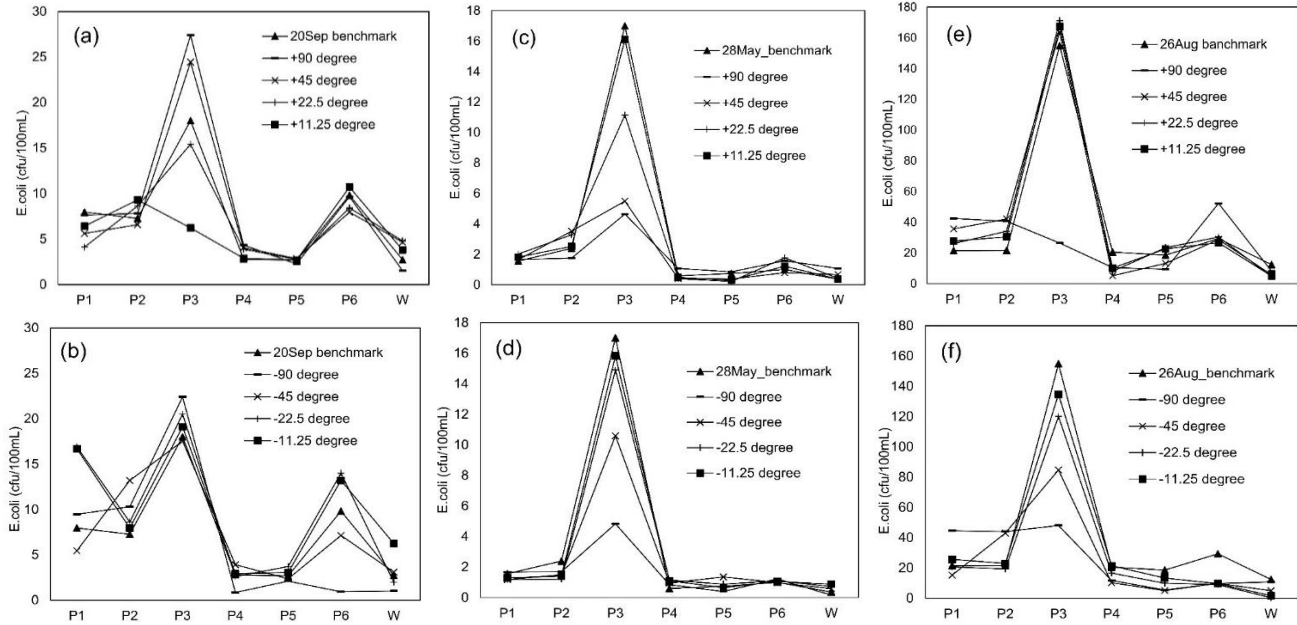 (a)
E.coli (cfu/100mL)
30
25
20
15
10
5
0
20Sep benchmark
+90 degree
+45 degree
+22.5 degree
+11.25 degree
P1 P2 P3 P4 P5 P6 W
(c)
E.coli (cfu/100mL)
18
16
14
12
10
8
6
4
2
0
28May_benchmark
+90 degree
+45 degree
+22.5 degree
+11.25 degree
P1 P2 P3 P4 P5 P6 W
(e)
E.coli (cfu/100mL)
180
160
140
120
100
80
60
40
20
0
26Aug banchmark
+90 degree
+45 degree
+22.5 degree
+11.25 degree
P1 P2 P3 P4 P5 P6 W
(b)
E.coli (cfu/100mL)
30
25
20
15
10
5
0
20Sep benchmark
-90 degree
-45 degree
-22.5 degree
-11.25 degree
P1 P2 P3 P4 P5 P6 W
(d)
E.coli (cfu/100mL)
18
16
14
12
10
8
6
4
2
0
28May_benchmark
-90 degree
-45 degree
-22.5 degree
-11.25 degree
P1 P2 P3 P4 P5 P6 W
(f)
E.coli (cfu/100mL)
180
160
140
120
100
80
60
40
20
0
26Aug_benchmark
-90 degree
-45 degree
-22.5 degree
-11.25 degree
P1 P2 P3 P4 P5 P6 W